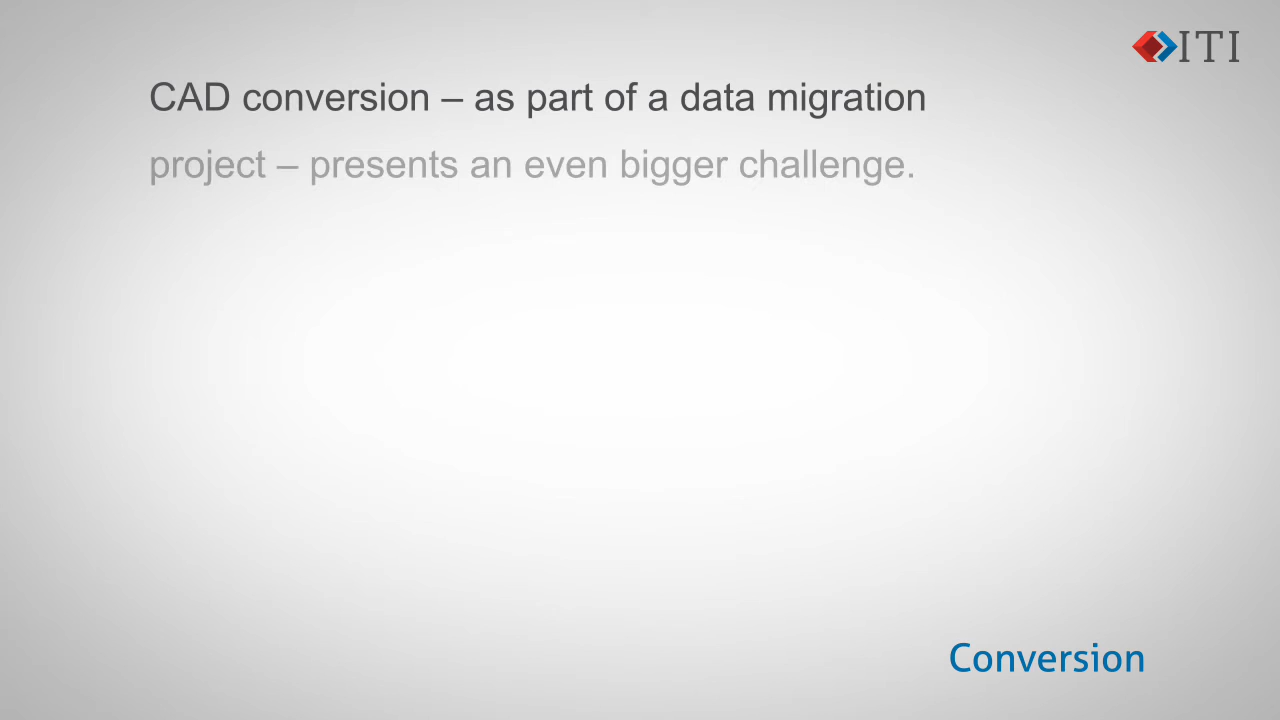 ITI
CAD conversion – as part of a data migration
project – presents an even bigger challenge.
Conversion